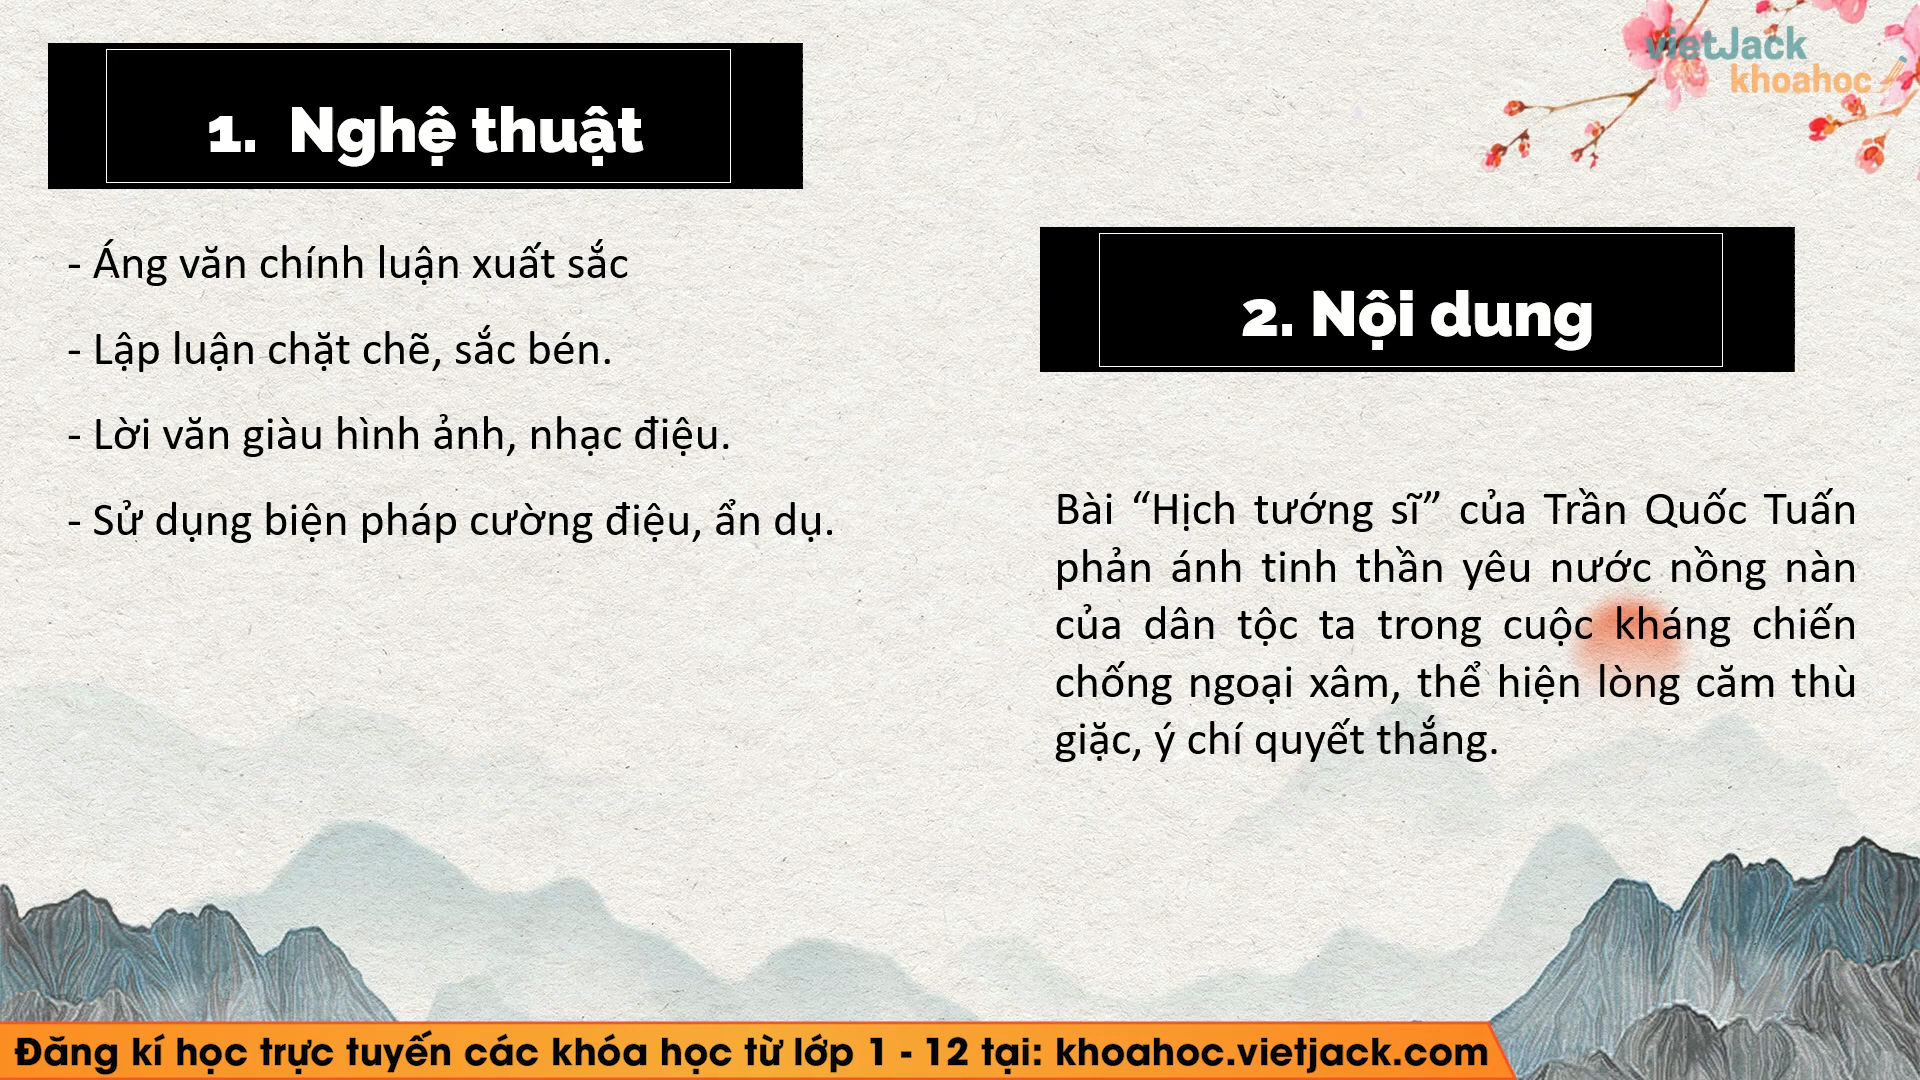 vietJack
khoahoc
1. Nghệ thuật
- Áng văn chính luận xuất sắc
- Lập luận chặt chẽ, sắc bén.
- Lời văn giàu hình ảnh, nhạc điệu.
- Sử dụng biện pháp cường điệu, ẩn dụ.
2. Nội dung
Bài “Hịch tướng sĩ” của Trần Quốc Tuấn
phản ánh tinh thần yêu nước nồng nàn
của dân tộc ta trong cuộc kháng chiến
chống ngoại xâm, thể hiện lòng căm thù
giặc, ý chí quyết thắng.
Đăng kí học trực tuyến các khóa học từ lớp 1 - 12 tại: khoahoc.vietjack.com